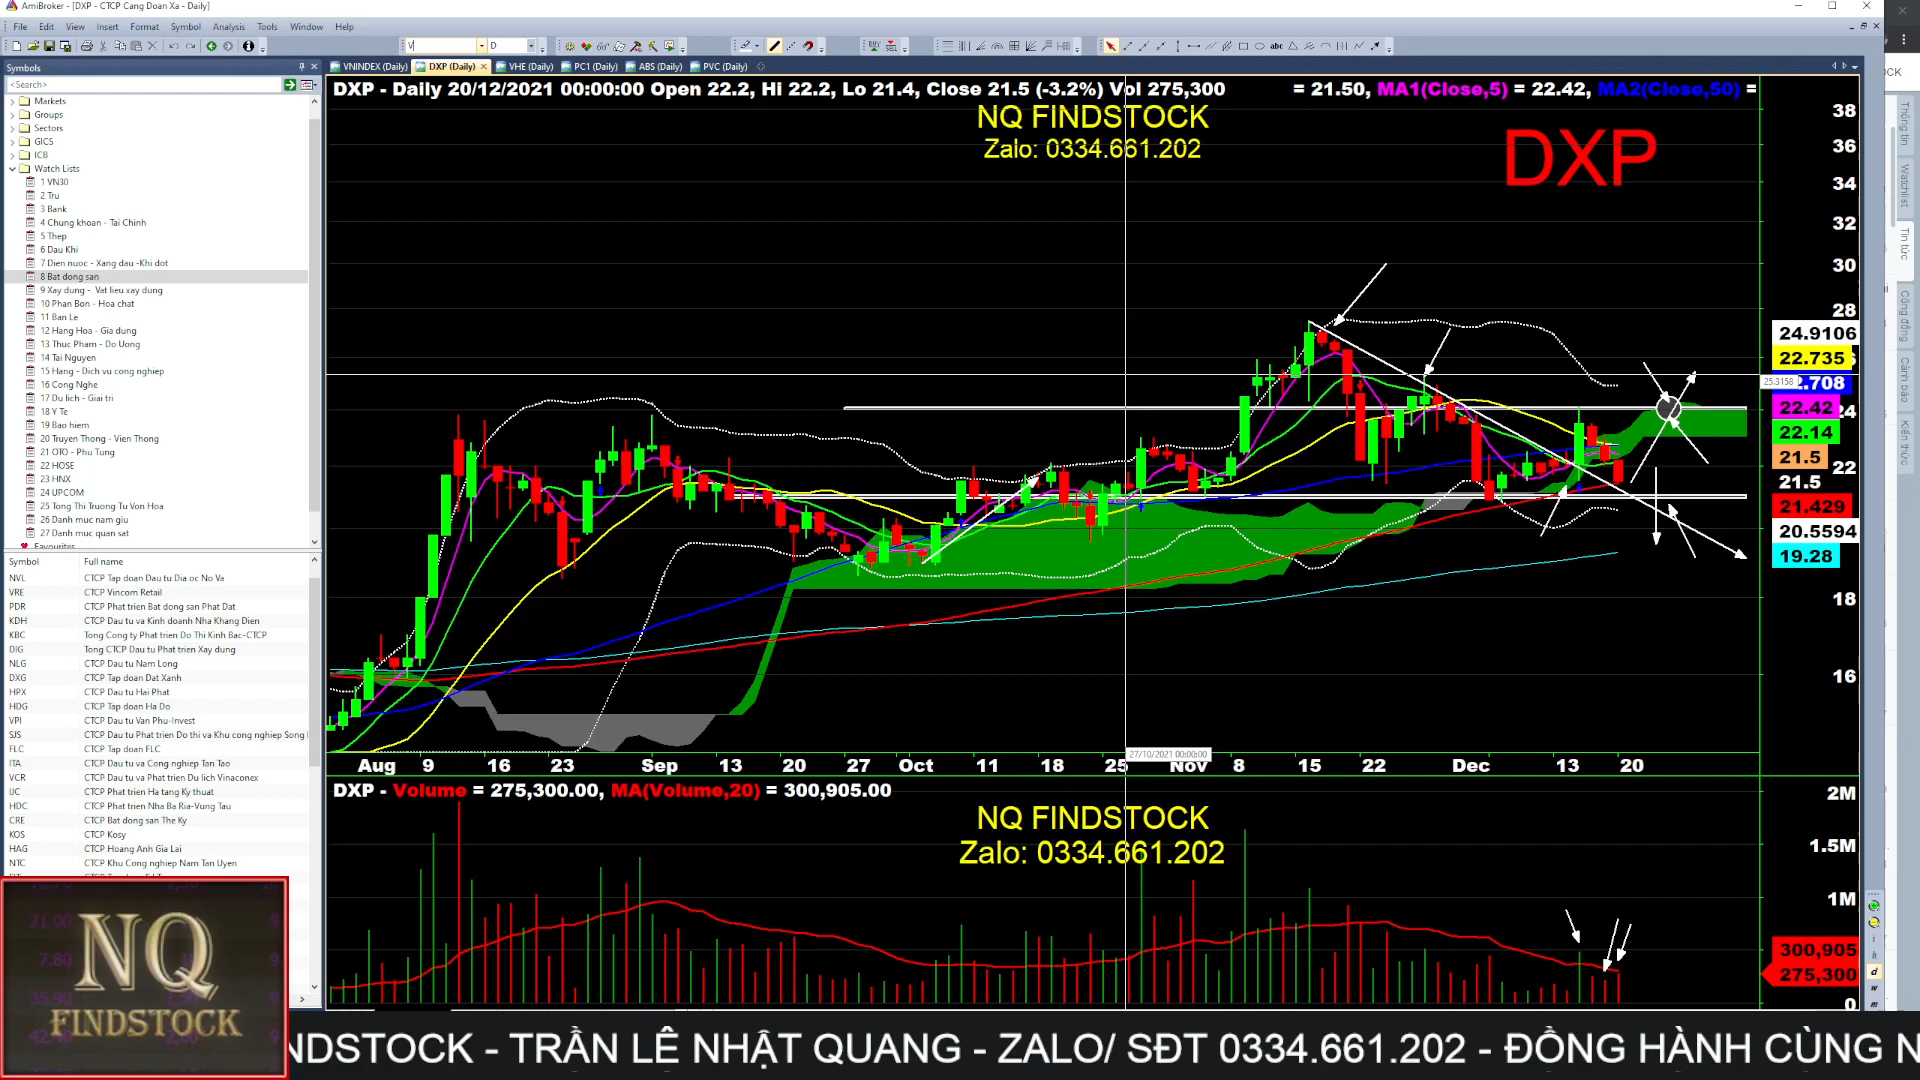 AmiBroker - [DXP - CTCP Cang Doan Xa - Daily]
File Edit View Insert Format Symbol Analysis Tools Window Help
V
D
Symbols
VNINDEX (Daily) DXP (Daily) VHE (Daily) PC1 (Daily) ABS (Daily) PVC (Daily)
<Search>
Markets
Groups
Sectors
GICS
ICB
Watch Lists
1 VN30
2 Tru
3 Bank
4 Chung khoan - Tai Chinh
5 Thep
6 Dau Khi
7 Dien nuoc - Xang dau -Khi dot
8 Bat dong san
9 Xay dung - Vat lieu xay dung
10 Phan Bon - Hoa chat
11 Ban Le
12 Hang Hoa - Gia dung
13 Thuc Pham - Do Uong
14 Tai Nguyen
15 Hang - Dich vu cong nghiep
16 Cong Nghe
17 Du lich - Giai tri
18 Y Te
19 Bao hiem
20 Truyen Thong - Vien Thong
21 OTO - Phu Tung
22 HOSE
23 HNX
24 UPCOM
25 Tong Thi Truong Tu Von Hoa
26 Danh muc nam giu
27 Danh muc quan sat
Favourites
Symbol Full name
NVL CTCP Tap doan Dau tu Dia oc No Va
VRE CTCP Vincom Retail
PDR CTCP Phat trien Bat dong san Phat Dat
KDH CTCP Dau tu va Kinh doanh Nha Khang Dien
KBC Tong Cong ty Phat trien Do Thi Kinh Bac-CTCP
DIG Tong CTCP Dau tu Phat trien Xay dung
NLG CTCP Dau tu Nam Long
DXG CTCP Tap doan Dat Xanh
HPX CTCP Dau tu Hai Phat
HDG CTCP Tap doan Ha Do
VPI CTCP Dau tu Van Phu-Invest
SJS CTCP Dau tu Phat trien Do thi va Khu cong nghiep Song
FLC CTCP Tap doan FLC
ITA CTCP Dau tu va Cong nghiep Tan Tao
VCR CTCP Dau tu va Phat trien Du lich Vinaconex
IJC CTCP Phat trien Ha tang Ky thuat
HDC CTCP Phat trien Nha Ba Ria-Vung Tau
CRE CTCP Bat dong san The Ky
KOS CTCP Kosy
HAG CTCP Hoang Anh Gia Lai
NTC CTCP Khu Cong nghiep Nam Tan Uyen
DXP - Daily 20/12/2021 00:00:00 Open 22.2, Hi 22.2, Lo 21.4, Close 21.5 (-3.2%) Vol 275,300 = 21.50, MA1(Close,5) = 22.42, MA2(Close,50) =
NQ FINDSTOCK
Zalo: 0334.661.202
DXP
38
36
34
32
30
28
24.9106
22.735
25.3158
2.708
22.42
24
22.14
21.5
22
21.5
21.429
20.5594
19.28
18
16
27/10/2021 00:00:00
Aug 9 16 23 Sep 13 20 27 Oct 11 18 25 Nov 8 15 22 Dec 13 20
DXP - Volume = 275,300.00, MA(Volume,20) = 300,905.00
NQ FINDSTOCK
Zalo: 0334.661.202
2M
1.5M
1M
300,905
275,300
0
Thông tin
Watchlist
Tin tức
Cộng đồng
Cảnh báo
Kiến thức
NQ
FINDSTOCK
NDSTOCK - TRẦN LÊ NHẬT QUANG - ZALO/ SĐT 0334.661.202 - ĐỒNG HÀNH CÙNG N